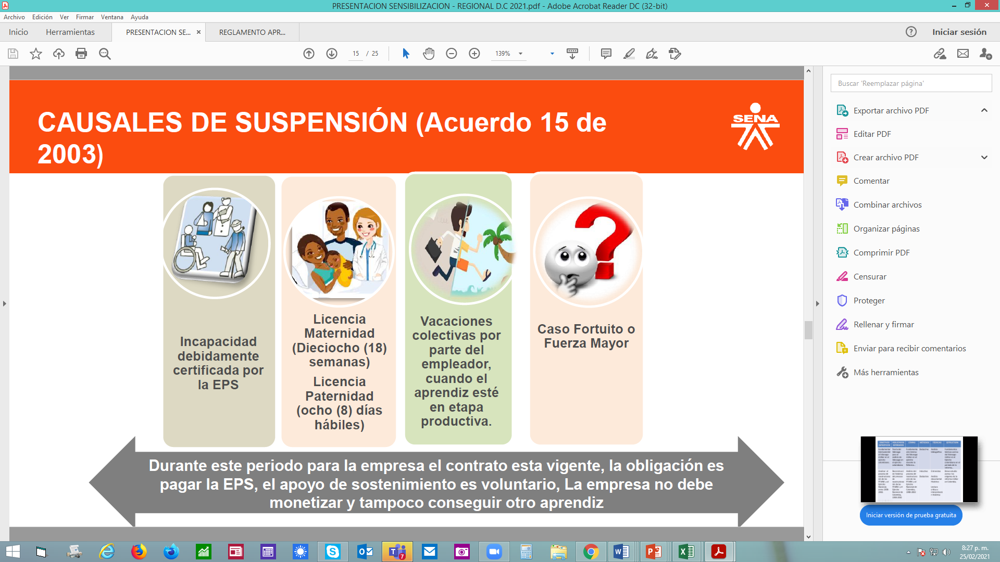 PRESENTACION SENSIBILIZACION - REGIONAL D.C 2021.pdf - Adobe Acrobat Reader DC (32-bit)
Archivo Edición Ver Firmar Ventana Ayuda
Inicio Herramientas PRESENTACION SE... REGLAMENTO APR... Iniciar sesión
15 / 25 139%
CAUSALES DE SUSPENSIÓN (Acuerdo 15 de
2003)
SENA
Incapacidad
debidamente
certificada por
la EPS
Licencia
Maternidad
(Dieciocho (18)
semanas)
Licencia
Paternidad
(ocho (8) días
hábiles)
Vacaciones
colectivas por
parte del
empleador,
cuando el
aprendiz esté
en etapa
productiva.
Caso Fortuito o
Fuerza Mayor
Durante este periodo para la empresa el contrato esta vigente, la obligación es
pagar la EPS, el apoyo de sostenimiento es voluntario, La empresa no debe
monetizar y tampoco conseguir otro aprendiz
Buscar 'Reemplazar página'
Exportar archivo PDF
Editar PDF
Crear archivo PDF
Comentar
Combinar archivos
Organizar páginas
Comprimir PDF
Censurar
Proteger
Rellenar y firmar
Enviar para recibir comentarios
Más herramientas
Iniciar versión de prueba gratuita
7
8:27 p. m.
25/02/2021